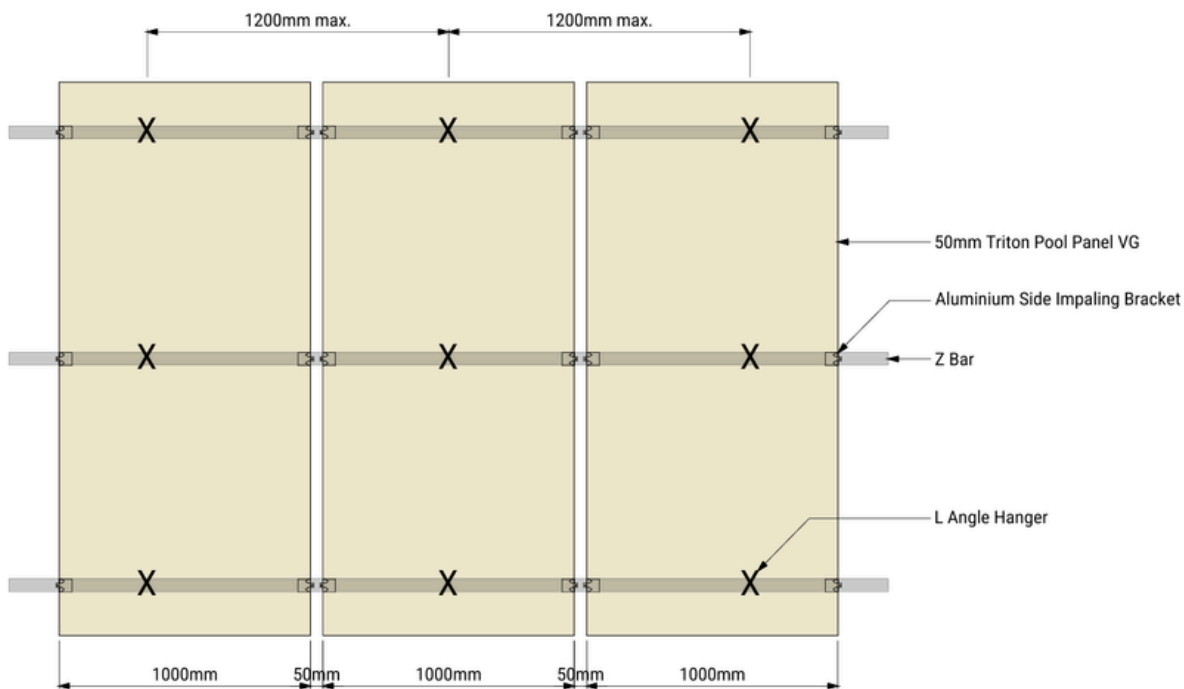 1200mm max.
1200mm max.
X
X
X
50mm Triton Pool Panel VG
Aluminium Side Impaling Bracket
X
X
X
Z Bar
L Angle Hanger
X
X
X
1000mm
50mm
1000mm
50mm
1000mm